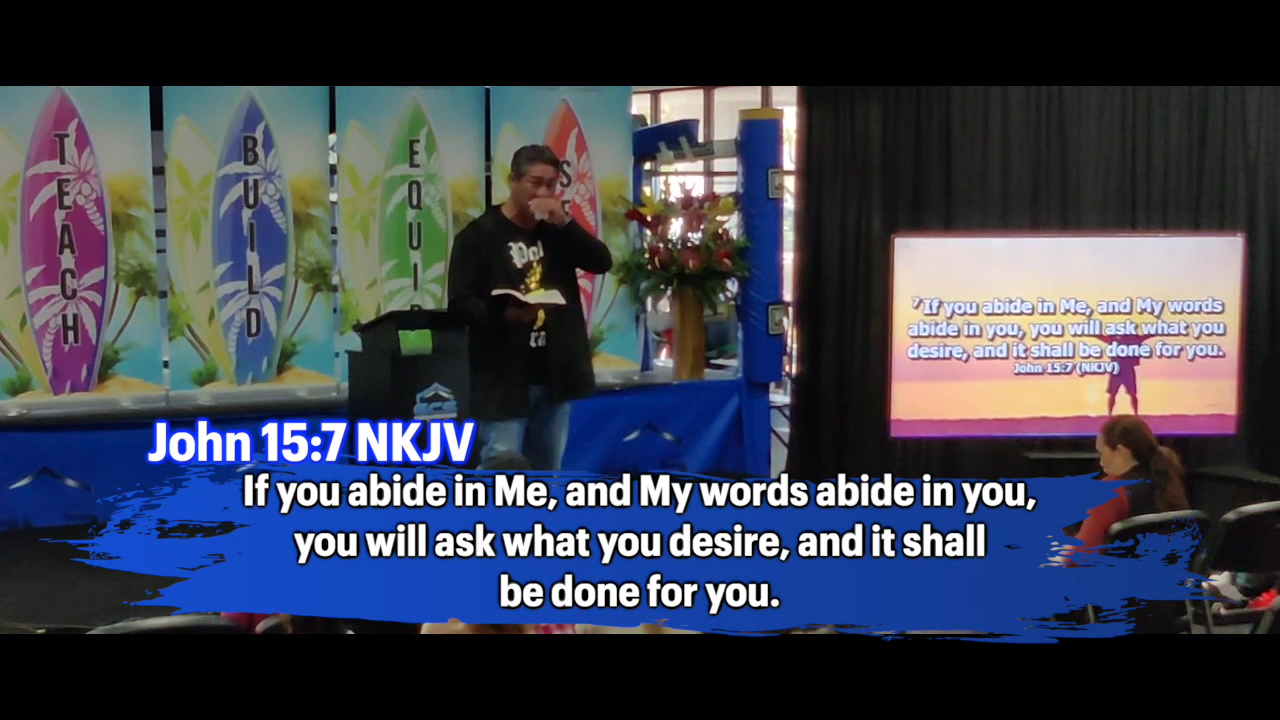 TEACH
BUILD
EQUIP
S
7 If you abide in Me, and My words
abide in you, you will ask what you
desire, and it shall be done for you.
John 15:7 (NKJV)
John 15:7 NKJV
If you abide in Me, and My words abide in you,
you will ask what you desire, and it shall
be done for you.